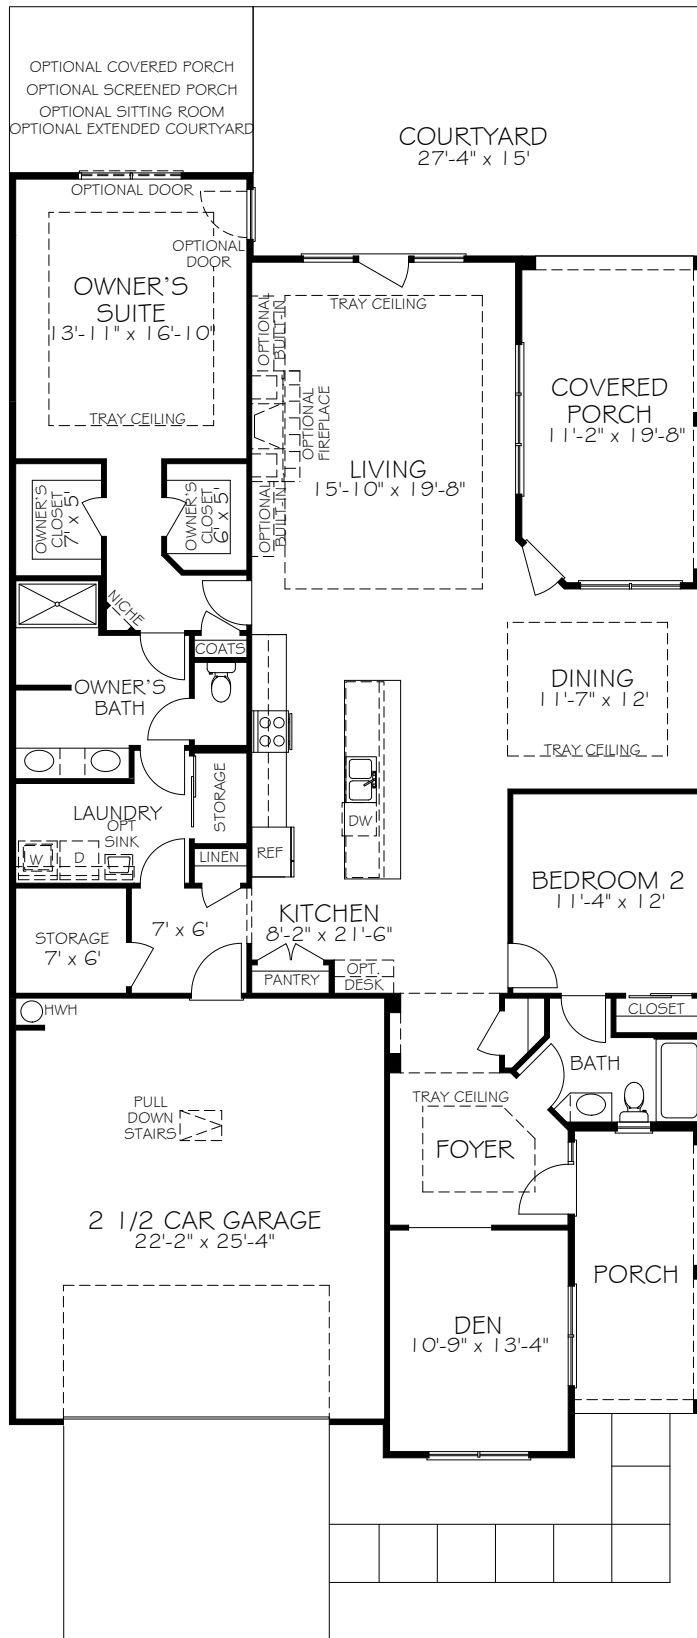 OPTIONAL COVERED PORCH
OPTIONAL SCREENED PORCH
OPTIONAL SITTING ROOM
OPTIONAL EXTENDED COURTYARD
COURTYARD
27'-4" x 15'
OPTIONAL DOOR
OPTIONAL
DOOR
OWNER'S
SUITE
13'-11" x 16'-10"
TRAY CEILING
TRAY CEILING
OPTIONAL
BUILT-IN
OPTIONAL
FIREPLACE
OPTIONAL
BUILT-IN
LIVING
15'-10" x 19'-8"
COVERED
PORCH
11'-2" x 19'-8"
OWNER'S
CLOSET
7' x 5'
OWNER'S
CLOSET
6' x 5'
NICHE
COATS
OWNER'S
BATH
DINING
11'-7" x 12'
TRAY CEILING
LAUNDRY
OPT
SINK
W
D
STORAGE
LINEN
REF
DW
BEDROOM 2
11'-4" x 12'
KITCHEN
8'-2" x 21'-6"
STORAGE
7' x 6'
7' x 6'
PANTRY
OPT.
DESK
HWH
CLOSET
BATH
TRAY CEILING
FOYER
PULL
DOWN
STAIRS
2 1/2 CAR GARAGE
22'-2" x 25'-4"
PORCH
DEN
10'-9" x 13'-4"